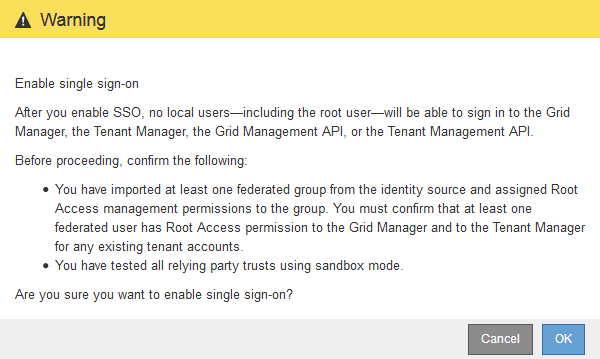 Warning
Enable single sign-on
After you enable SSO, no local users—including the root user—will be able to sign in to the Grid
Manager, the Tenant Manager, the Grid Management API, or the Tenant Management API.
Before proceeding, confirm the following:
• You have imported at least one federated group from the identity source and assigned Root
Access management permissions to the group. You must confirm that at least one
federated user has Root Access permission to the Grid Manager and to the Tenant Manager
for any existing tenant accounts.
• You have tested all relying party trusts using sandbox mode.
Are you sure you want to enable single sign-on?
Cancel OK